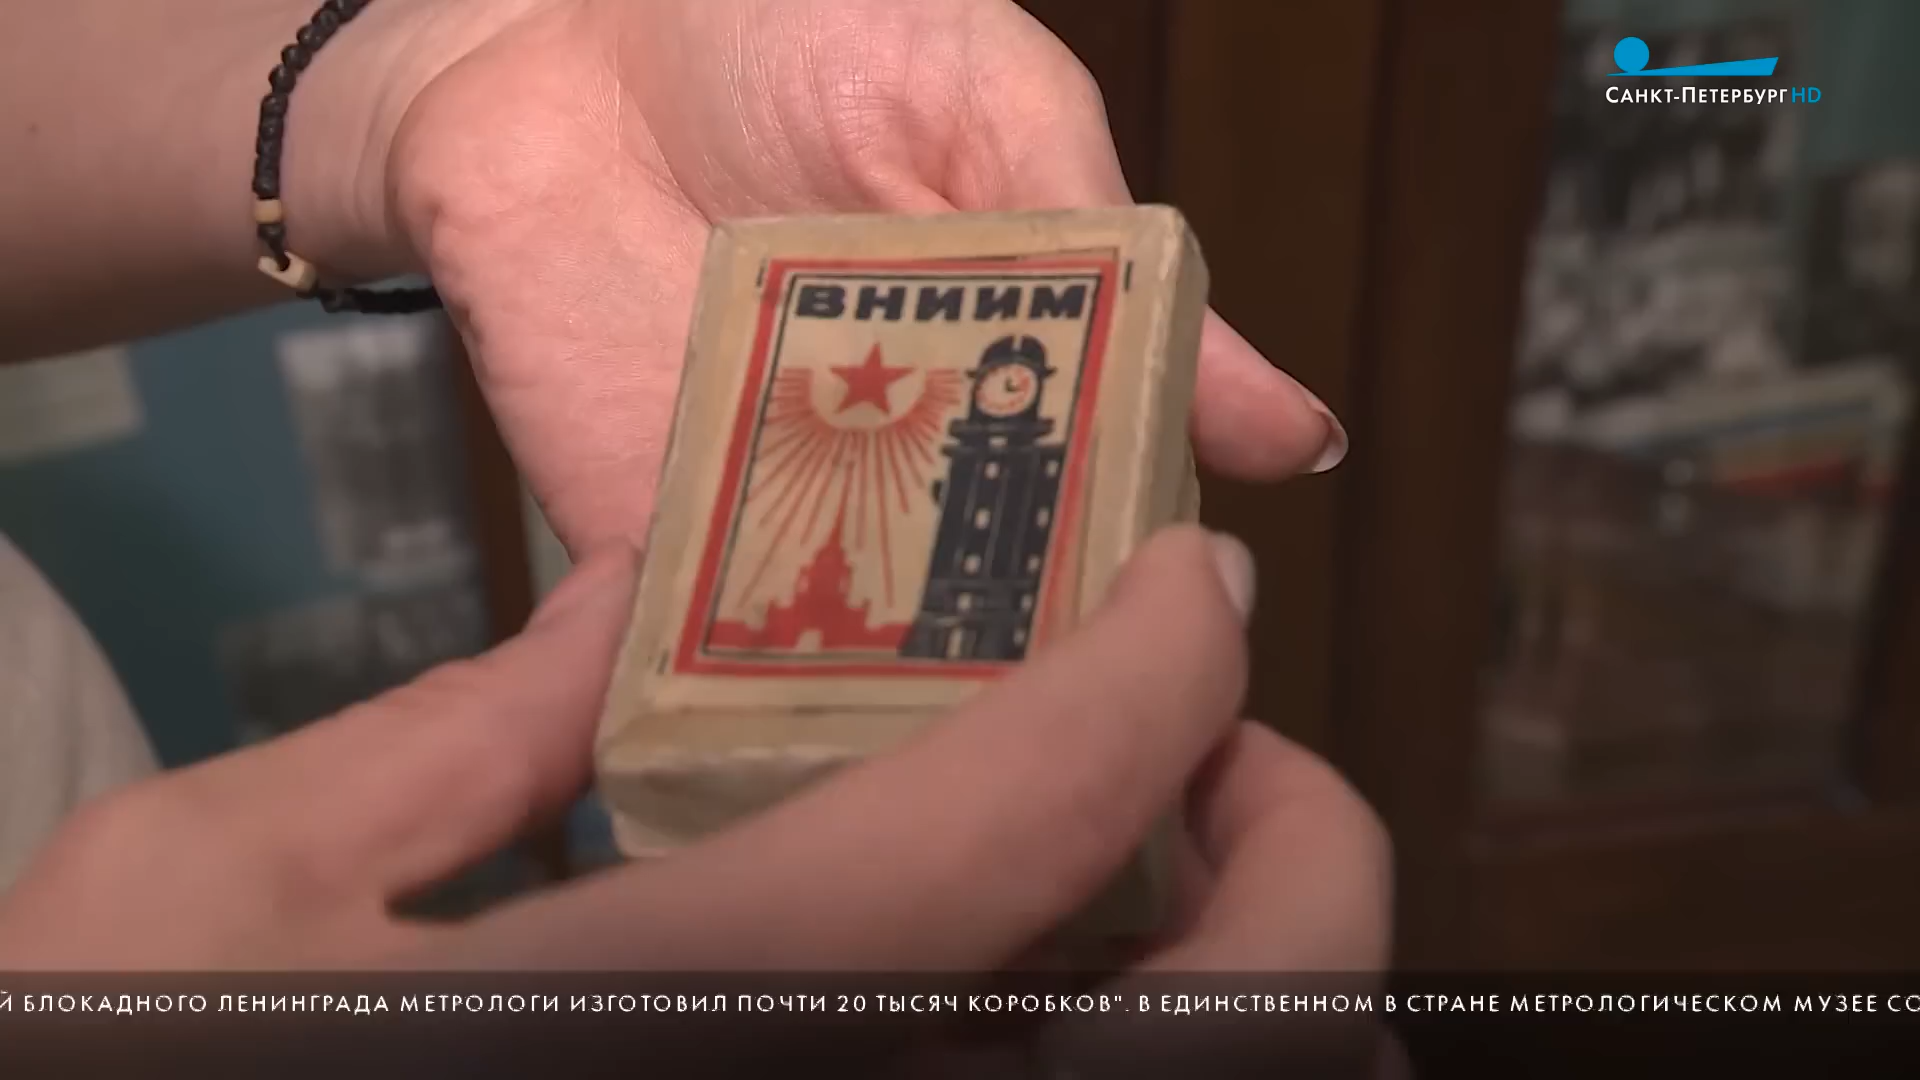 САНКТ-ПЕТЕРБУРГ HD
ВНИИМ
Й БЛОКАДНОГО ЛЕНИНГРАДА МЕТРОЛОГИ ИЗГОТОВИЛ ПОЧТИ 20 ТЫСЯЧ КОРОБКОВ". В ЕДИНСТВЕННОМ В СТРАНЕ МЕТРОЛОГИЧЕСКОМ МУЗЕЕ СО